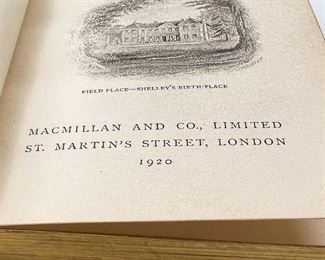 FIELD PLACE—SHELLEY'S BIRTH-PLACE
MACMILLAN AND CO., LIMITED
ST. MARTIN'S STREET, LONDON
1920